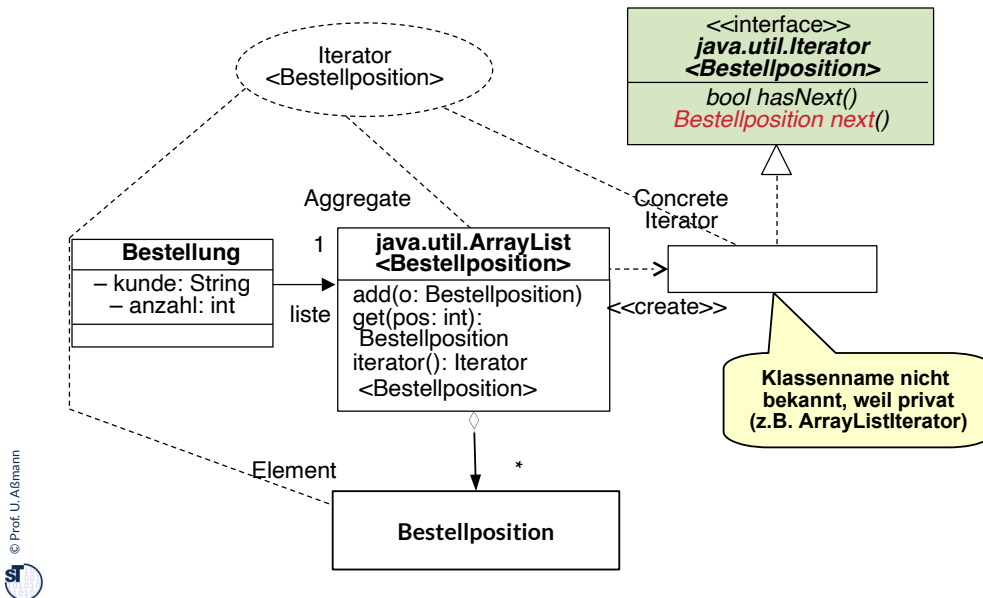 Iterator
<Bestellposition>
<<interface>>
java.util.Iterator
<Bestellposition>
bool hasNext()
Bestellposition next()
Aggregate
Concrete
Iterator
Bestellung
– kunde: String
– anzahl: int
1
liste
java.util.ArrayList
<Bestellposition>
add(o: Bestellposition)
get(pos: int):
Bestellposition
iterator(): Iterator
<Bestellposition>
<<create>>
Klassenname nicht
bekannt, weil privat
(z.B. ArrayListIterator)
Element
*
Bestellposition
© Prof. U. Aßmann
ST